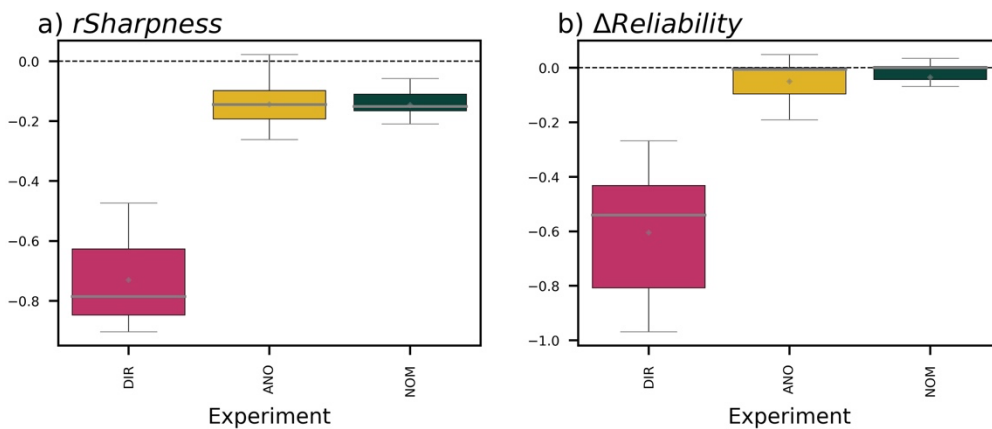 a) rSharpness
0.0
−0.2
−0.4
−0.6
−0.8
DIR
ANO
NOM
Experiment
b) ΔReliability
0.0
−0.2
−0.4
−0.6
−0.8
−1.0
DIR
ANO
NOM
Experiment